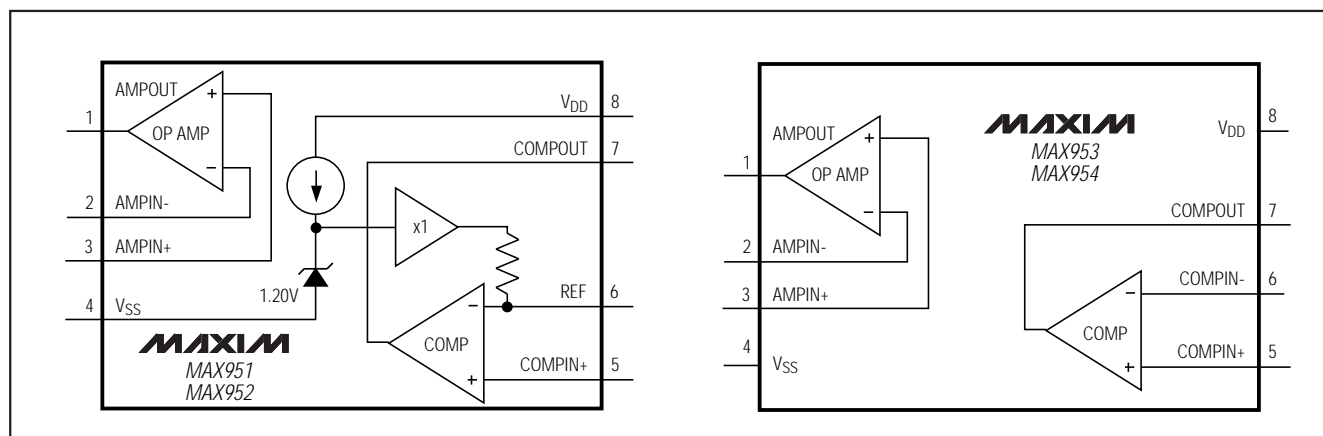 AMPOUT
OP AMP
+
−
1
2 AMPIN-
3 AMPIN+
4 VSS
1.20V
x1
VDD 8
COMPOUT 7
REF 6
−
COMP
+
COMPIN+ 5
MAXIM
MAX951
MAX952
AMPOUT
OP AMP
+
−
1
2 AMPIN-
3 AMPIN+
4 VSS
MAXIM
MAX953
MAX954
VDD 8
COMPOUT 7
COMPIN- 6
−
COMP
+
COMPIN+ 5